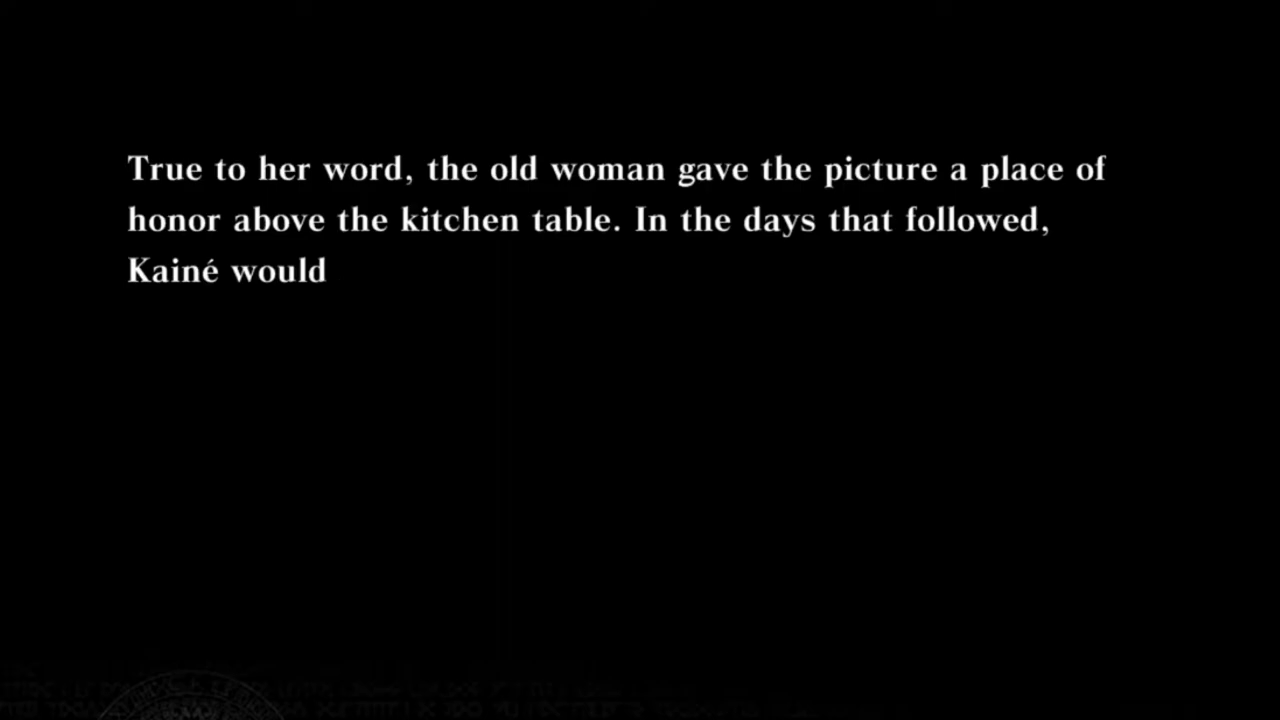 True to her word, the old woman gave the picture a place of
honor above the kitchen table. In the days that followed,
Kainé would